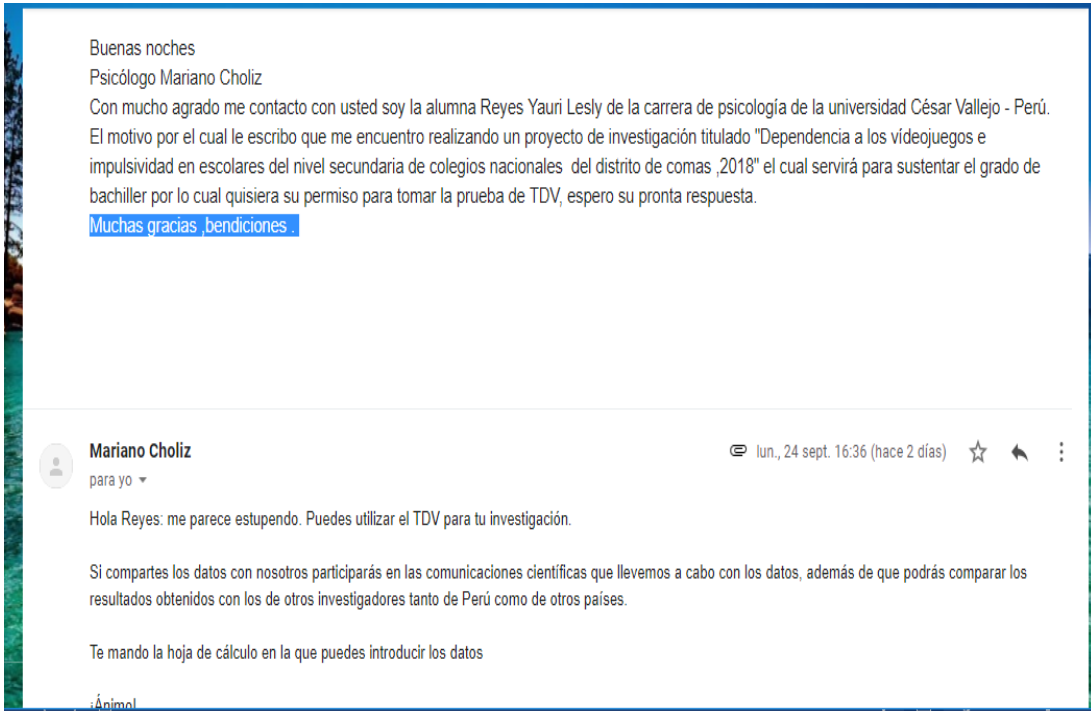 Buenas noches
Psicólogo Mariano Choliz
Con mucho agrado me contacto con usted soy la alumna Reyes Yauri Lesly de la carrera de psicología de la universidad César Vallejo - Perú.
El motivo por el cual le escribo que me encuentro realizando un proyecto de investigación titulado "Dependencia a los vídeojuegos e
impulsividad en escolares del nivel secundaria de colegios nacionales  del distrito de comas ,2018" el cual servirá para sustentar el grado de
bachiller por lo cual quisiera su permiso para tomar la prueba de TDV, espero su pronta respuesta.
Muchas gracias ,bendiciones .
Mariano Choliz
lun., 24 sept. 16:36 (hace 2 días)
para yo
Hola Reyes: me parece estupendo. Puedes utilizar el TDV para tu investigación.
Si compartes los datos con nosotros participarás en las comunicaciones científicas que llevemos a cabo con los datos, además de que podrás comparar los
resultados obtenidos con los de otros investigadores tanto de Perú como de otros países.
Te mando la hoja de cálculo en la que puedes introducir los datos
¡Ánimo!